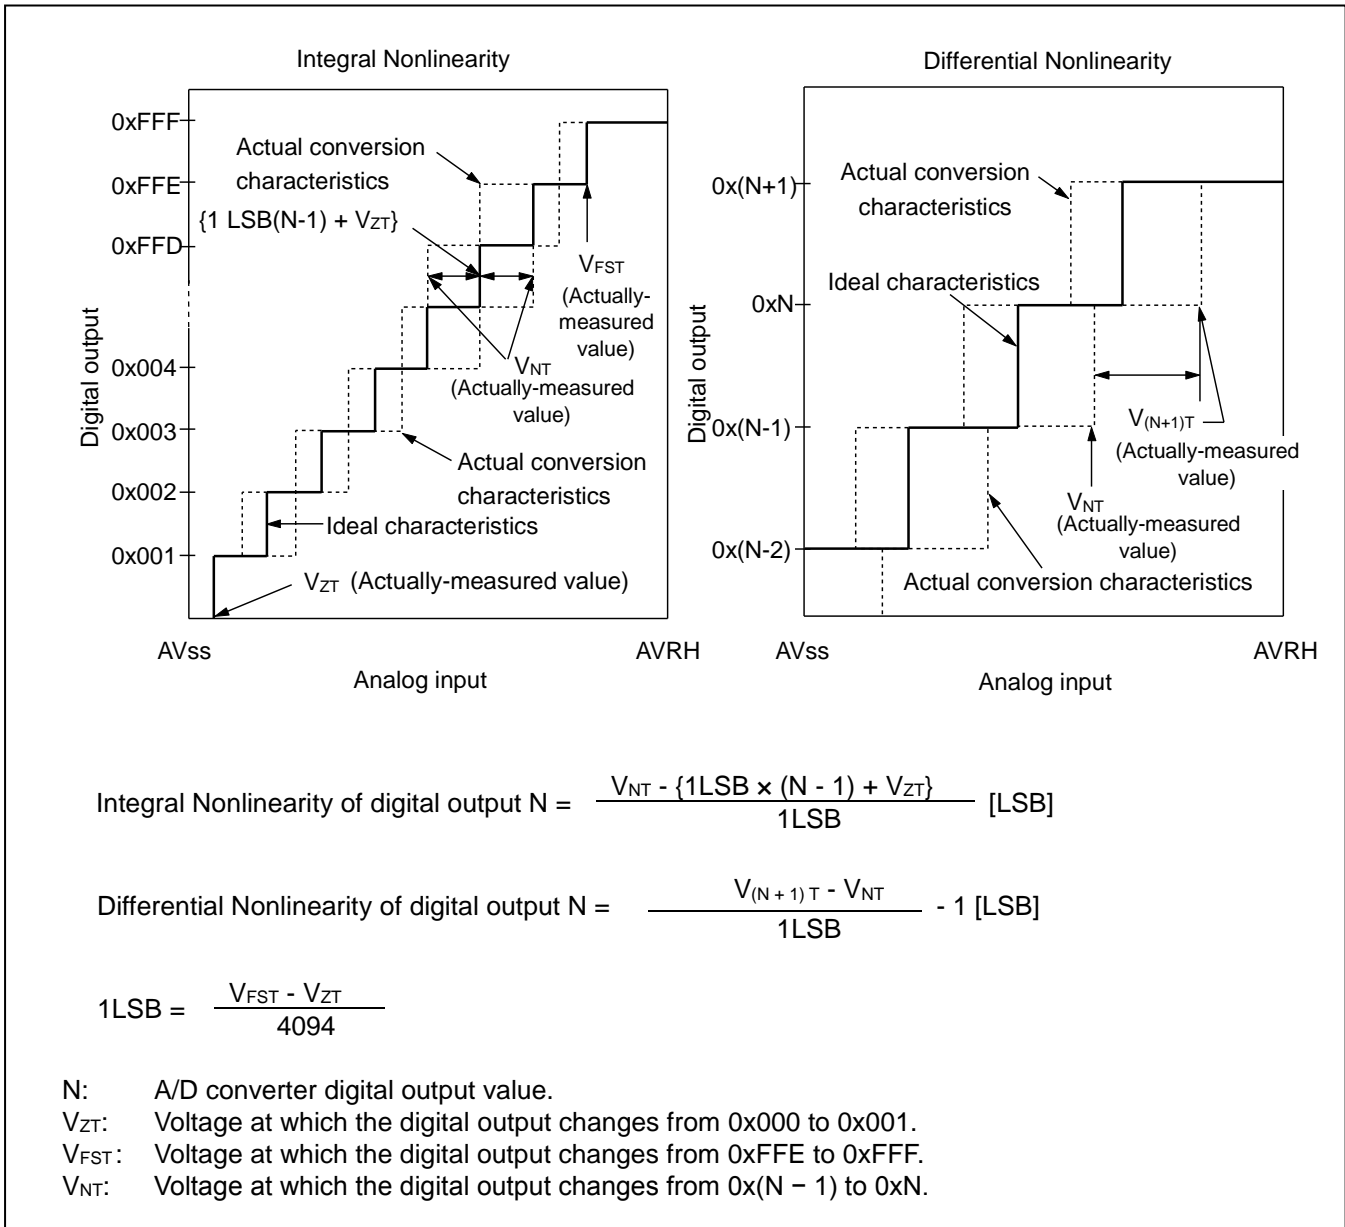 Integral Nonlinearity
0xFFF
0xFFE
0xFFD
0x004
0x003
0x002
0x001
Digital output
Actual conversion
characteristics
{1 LSB(N-1) + VZT}
VFST
(Actually-
measured
value)
VNT
(Actually-measured
value)
Actual conversion
characteristics
Ideal characteristics
VZT (Actually-measured value)
AVss
AVRH
Analog input
Differential Nonlinearity
0x(N+1)
0xN
0x(N-1)
0x(N-2)
Digital output
Actual conversion
characteristics
Ideal characteristics
V(N+1)T
(Actually-measured
value)
VNT
(Actually-measured
value)
Actual conversion characteristics
AVss
AVRH
Analog input
Integral Nonlinearity of digital output N = VNT - {1LSB × (N - 1) + VZT} / 1LSB [LSB]
Differential Nonlinearity of digital output N = V(N + 1) T - VNT / 1LSB - 1 [LSB]
1LSB = VFST - VZT / 4094
N: A/D converter digital output value.
VZT: Voltage at which the digital output changes from 0x000 to 0x001.
VFST: Voltage at which the digital output changes from 0xFFE to 0xFFF.
VNT: Voltage at which the digital output changes from 0x(N − 1) to 0xN.